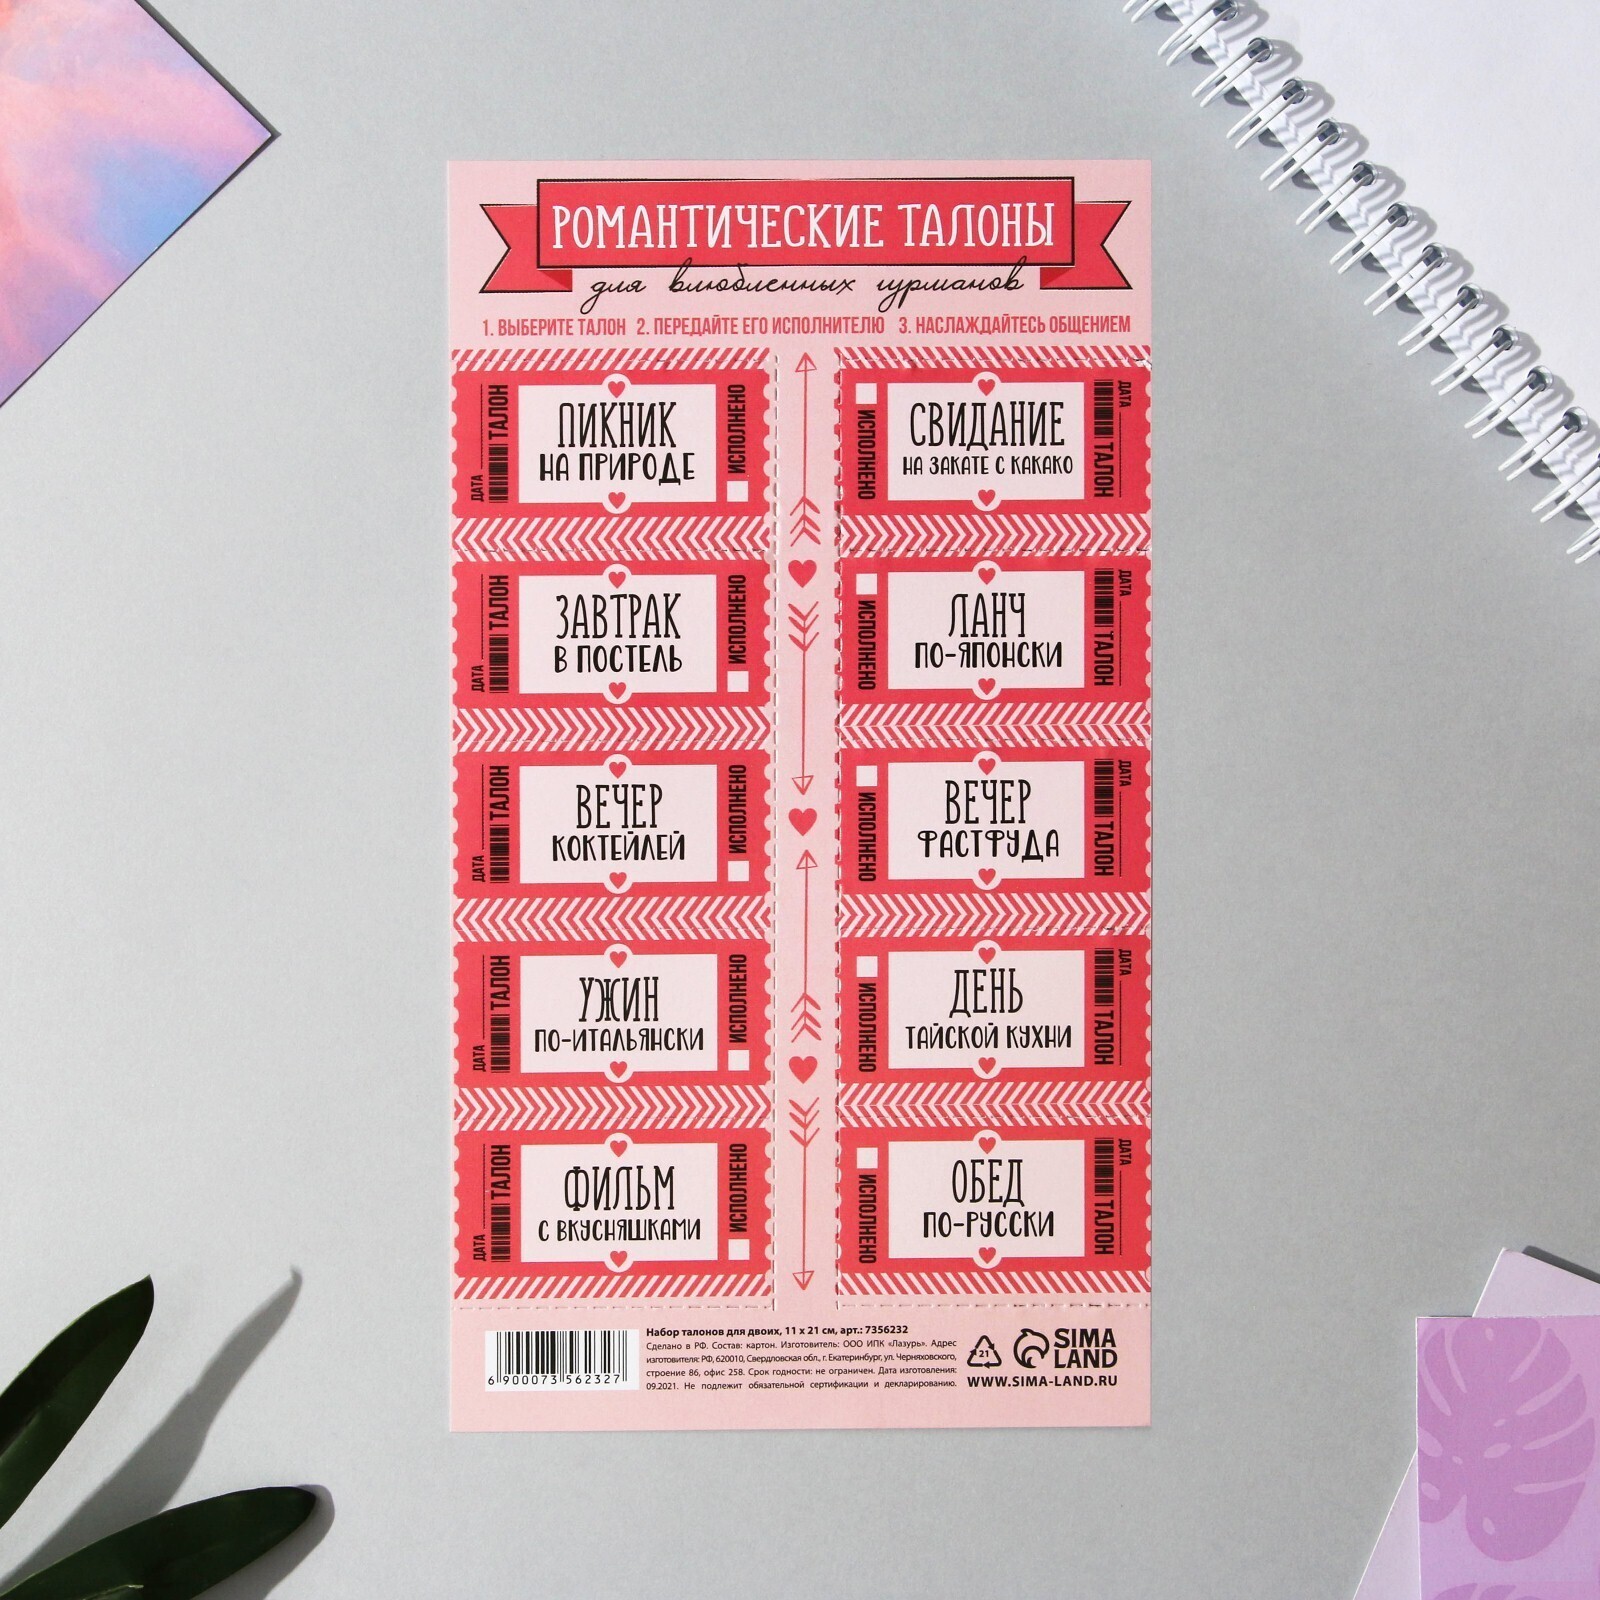 РОМАНТИЧЕСКИЕ ТАЛОНЫ
для влюбленных гурманов
1. ВЫБЕРИТЕ ТАЛОН 2. ПЕРЕДАЙТЕ ЕГО ИСПОЛНИТЕЛЮ 3. НАСЛАЖДАЙТЕСЬ ОБЩЕНИЕМ
ДАТА
ТАЛОН
ПИКНИК
НА ПРИРОДЕ
ИСПОЛНЕНО
ИСПОЛНЕНО
СВИДАНИЕ
НА ЗАКАТЕ С КАКАО
ТАЛОН
ДАТА
ДАТА
ТАЛОН
ЗАВТРАК
В ПОСТЕЛЬ
ИСПОЛНЕНО
ИСПОЛНЕНО
ЛАНЧ
ПО-ЯПОНСКИ
ТАЛОН
ДАТА
ДАТА
ТАЛОН
ВЕЧЕР
КОКТЕЙЛЕЙ
ИСПОЛНЕНО
ИСПОЛНЕНО
ВЕЧЕР
ФАСТФУДА
ТАЛОН
ДАТА
ДАТА
ТАЛОН
УЖИН
ПО-ИТАЛЬЯНСКИ
ИСПОЛНЕНО
ИСПОЛНЕНО
ДЕНЬ
ТАЙСКОЙ КУХНИ
ТАЛОН
ДАТА
ДАТА
ТАЛОН
ФИЛЬМ
С ВКУСНЯШКАМИ
ИСПОЛНЕНО
ИСПОЛНЕНО
ОБЕД
ПО-РУССКИ
ТАЛОН
ДАТА
6 900073 562327
Набор талонов для двоих, 11 х 21 см, арт.: 7356232
Сделано в РФ. Состав: картон. Изготовитель: ООО ИПК «Лазурь». Адрес
изготовителя: РФ, 620010, Свердловская обл., г. Екатеринбург, ул. Черняховского,
строение 86, офис 258. Срок годности: не ограничен. Дата изготовления:
09.2021. Не подлежит обязательной сертификации и декларированию.
21
SIMA
LAND
WWW.SIMA-LAND.RU